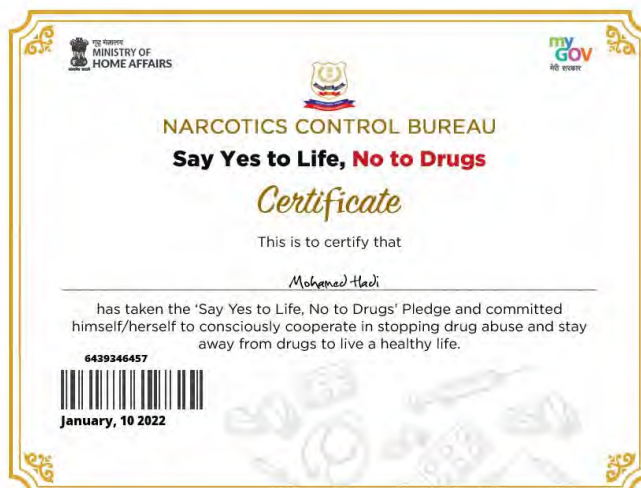 गृह मंत्रालय
MINISTRY OF
HOME AFFAIRS
my
GOV
मेरी सरकार
NARCOTICS CONTROL BUREAU
Say Yes to Life, No to Drugs
Certificate
This is to certify that
Mohamed Hadi
has taken the ‘Say Yes to Life, No to Drugs’ Pledge and committed
himself/herself to consciously cooperate in stopping drug abuse and stay
away from drugs to live a healthy life.
6439346457
January, 10 2022